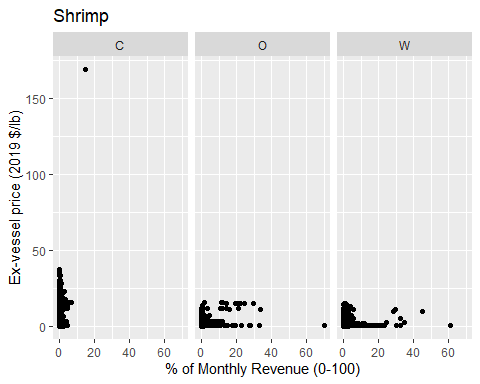 Shrimp
C O W
Ex-vessel price (2019 $/lb)
150
100
50
0
0 20 40 60 0 20 40 60 0 20 40 60
% of Monthly Revenue (0-100)